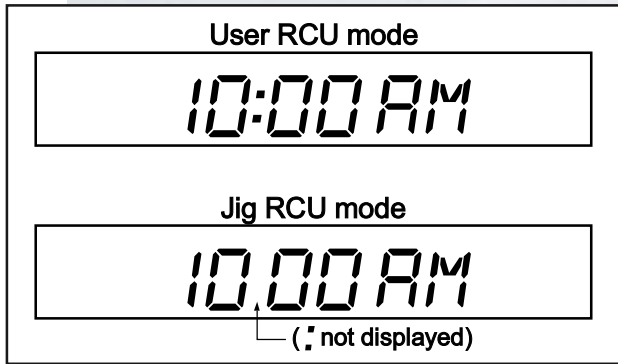 User RCU mode
10:00 AM
Jig RCU mode
10 00 AM
(: not displayed)